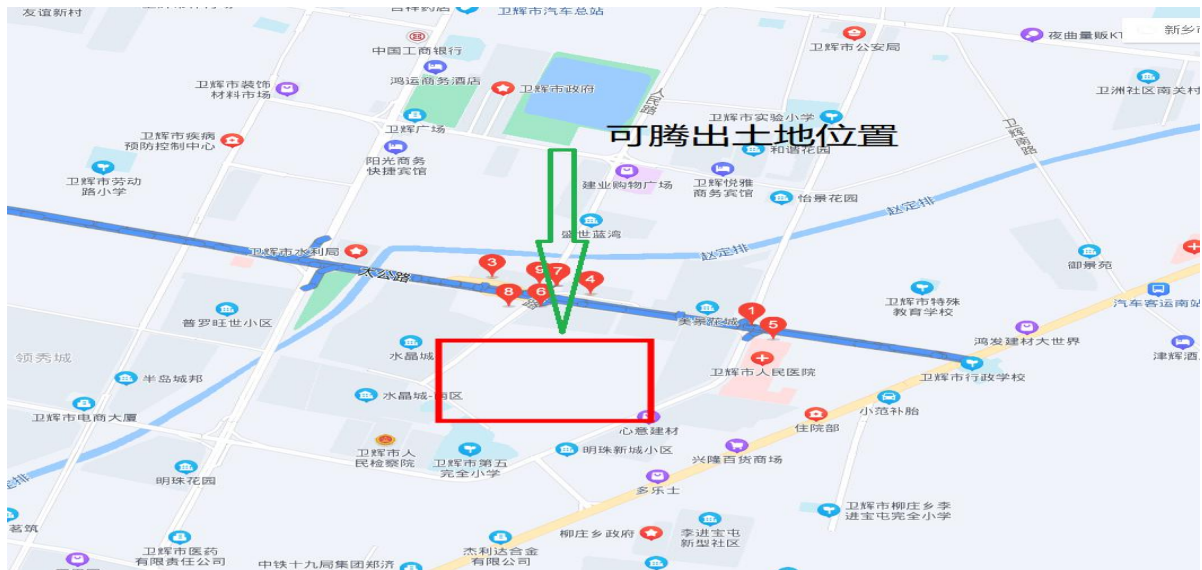 友谊新村
卫辉市汽车总站
中国工商银行
鸿运商务酒店
卫辉市公安局
夜曲量贩KT
新乡市
卫辉市装饰
材料市场
卫辉市政府
人民路
卫洲社区南关村
卫辉广场
卫辉市实验小学
卫辉南路
可腾出土地位置
卫辉市疾病
预防控制中心
阳光商务
快捷宾馆
和谐花园
卫辉市劳动
路小学
建业购物广场
卫辉悦雅
商务宾馆
怡景花园
赵定排
盛世蓝湾
卫辉市水利局
赵定排
太公路
3
9
7
4
御景苑
8
6
路
卫辉市特殊
教育学校
汽车客运南站
普罗旺世小区
美景花城
1
5
鸿发建材大世界
领秀城
水晶城
津辉酒
半岛城邦
卫辉市人民医院
卫辉市行政学校
水晶城-南区
卫辉市电商大厦
小范补胎
心意建材
住院部
卫辉市人
民检察院
卫辉市第五
完全小学
明珠新城小区
兴隆百货商场
明珠花园
多乐士
定排
卫辉市柳庄乡李
进宝屯完全小学
茗筑
柳庄乡政府
李进宝屯
新型社区
卫辉市医药
有限责任公司
杰利达合金
有限公司
中铁十九局集团郑济